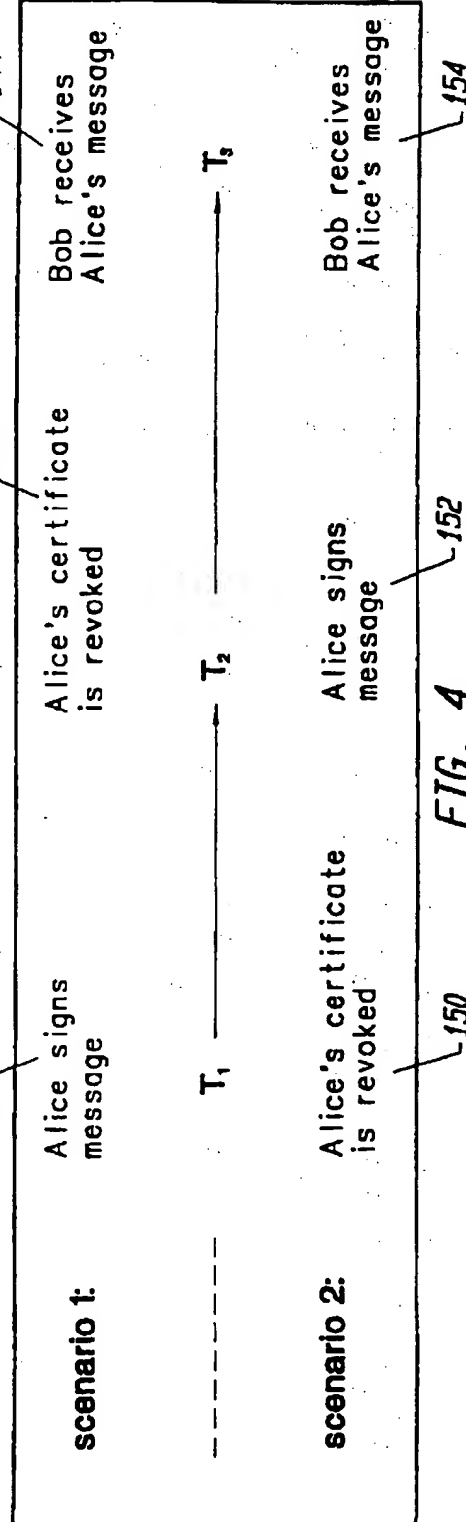 scenario 1:
Alice signs
message
Alice's certificate
is revoked
Bob receives
Alice's message
T₁
T₂
T₃
scenario 2:
Alice's certificate
is revoked
Alice signs
message
Bob receives
Alice's message
150
152
154
FIG. 4